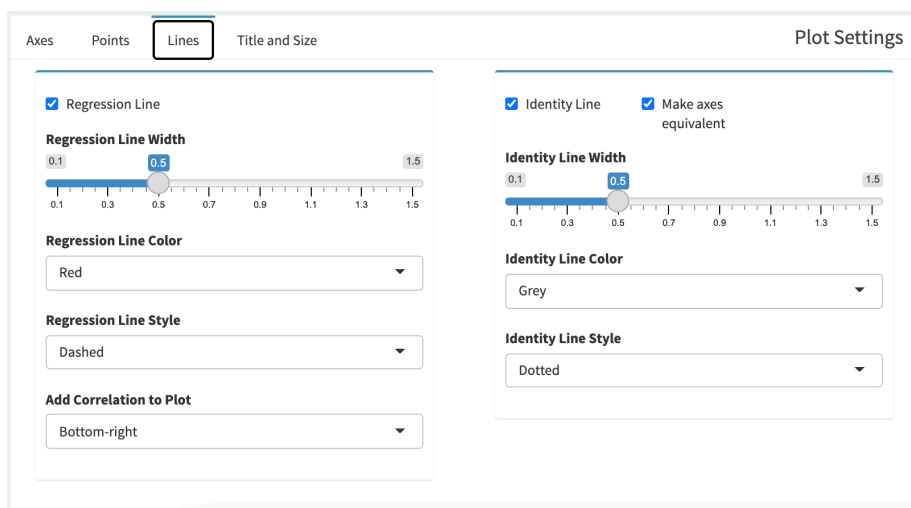 Axes Points Lines Title and Size Plot Settings
Regression Line
Regression Line Width
0.1 0.5 1.5
0.1 0.3 0.5 0.7 0.9 1.1 1.3 1.5
Regression Line Color
Red
Regression Line Style
Dashed
Add Correlation to Plot
Bottom-right
Identity Line
Make axes
equivalent
Identity Line Width
0.1 0.5 1.5
0.1 0.3 0.5 0.7 0.9 1.1 1.3 1.5
Identity Line Color
Grey
Identity Line Style
Dotted